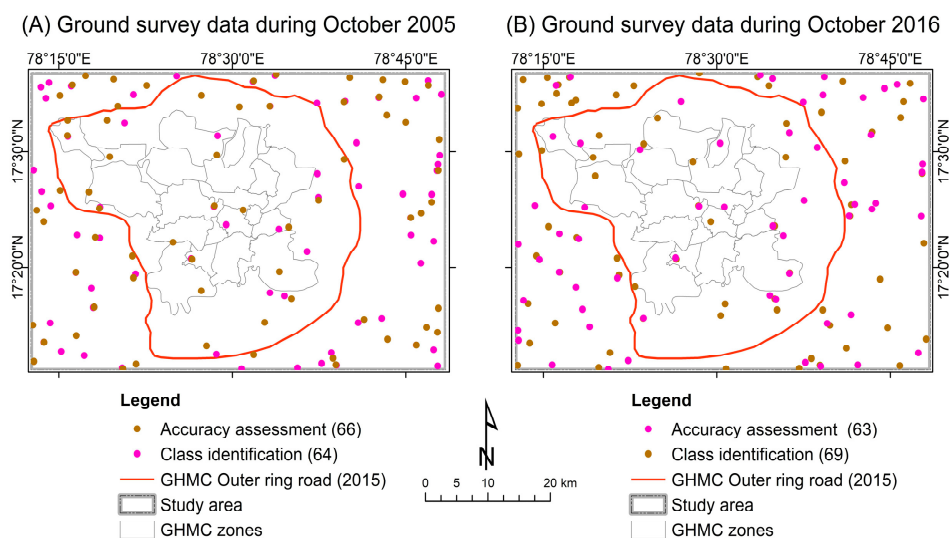 (A) Ground survey data during October 2005
78°15'0"E 78°30'0"E 78°45'0"E
17°30'0"N
17°20'0"N
Legend
Accuracy assessment (66)
Class identification (64)
GHMC Outer ring road (2015)
Study area
GHMC zones
N
0 5 10 20 km
(B) Ground survey data during October 2016
78°15'0"E 78°30'0"E 78°45'0"E
17°30'0"N
17°20'0"N
Legend
Accuracy assessment (63)
Class identification (69)
GHMC Outer ring road (2015)
Study area
GHMC zones